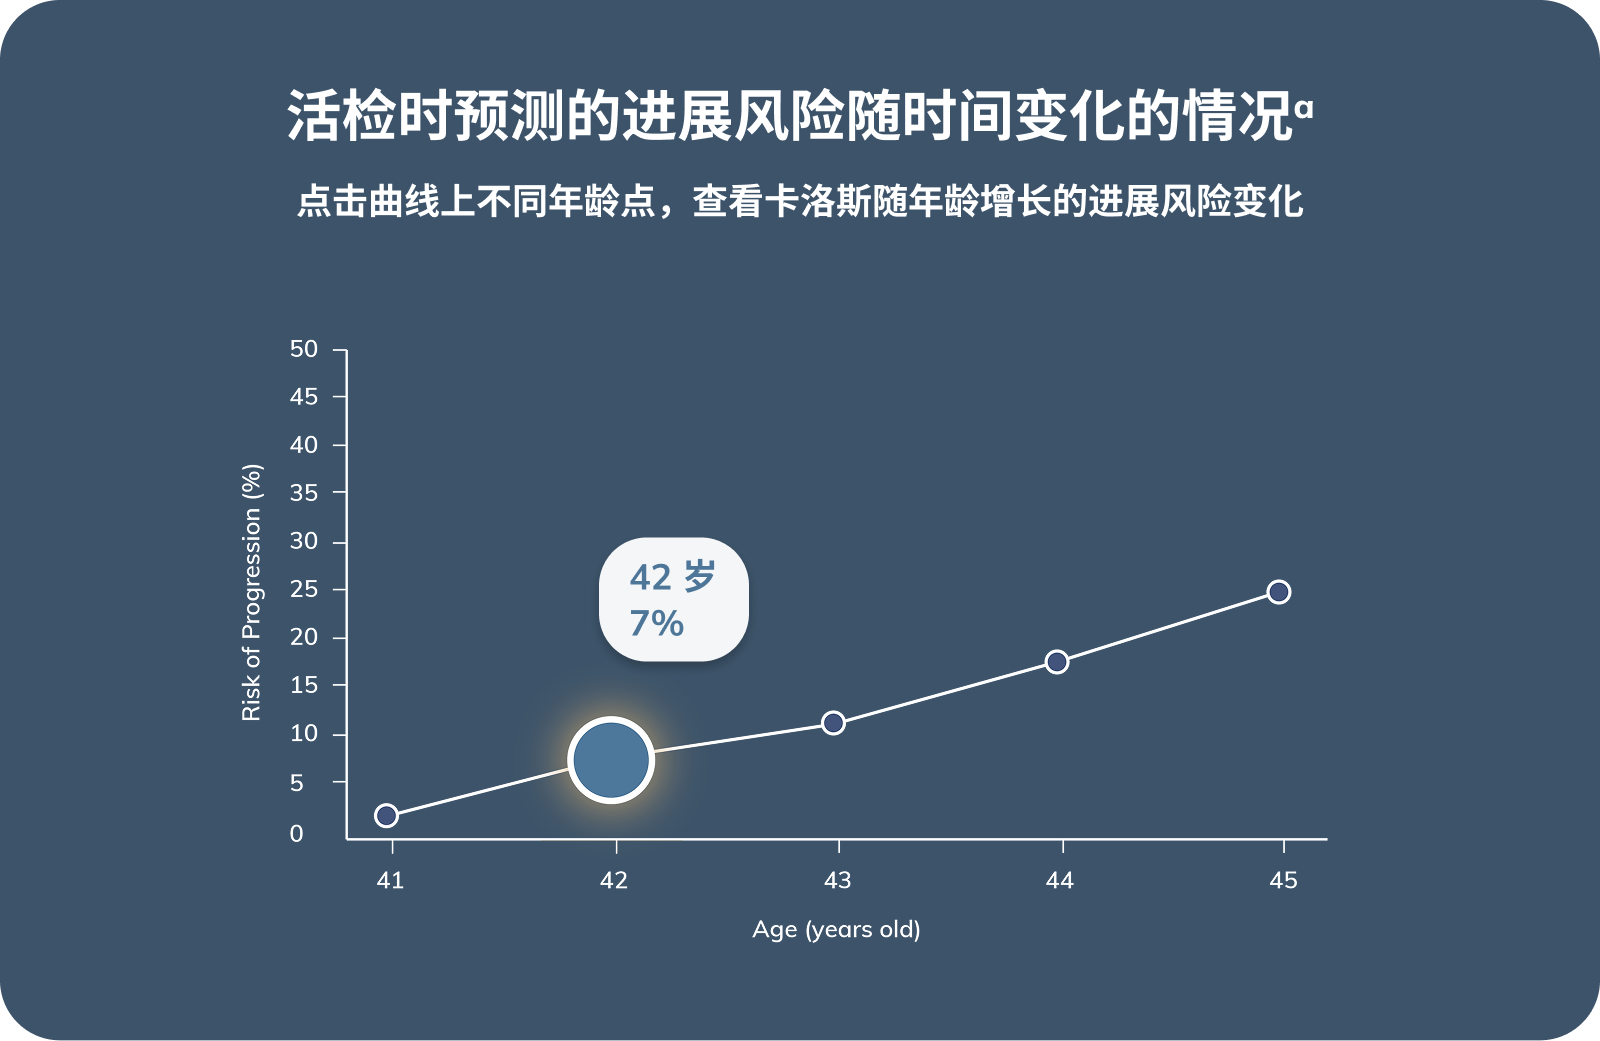 活检时预测的进展风险随时间变化的情况ᵅ
点击曲线上不同年龄点，查看卡洛斯随年龄增长的进展风险变化
50
45
40
35
30
25
20
15
10
5
0
Risk of Progression (%)
42 岁
7%
41 42 43 44 45
Age (years old)